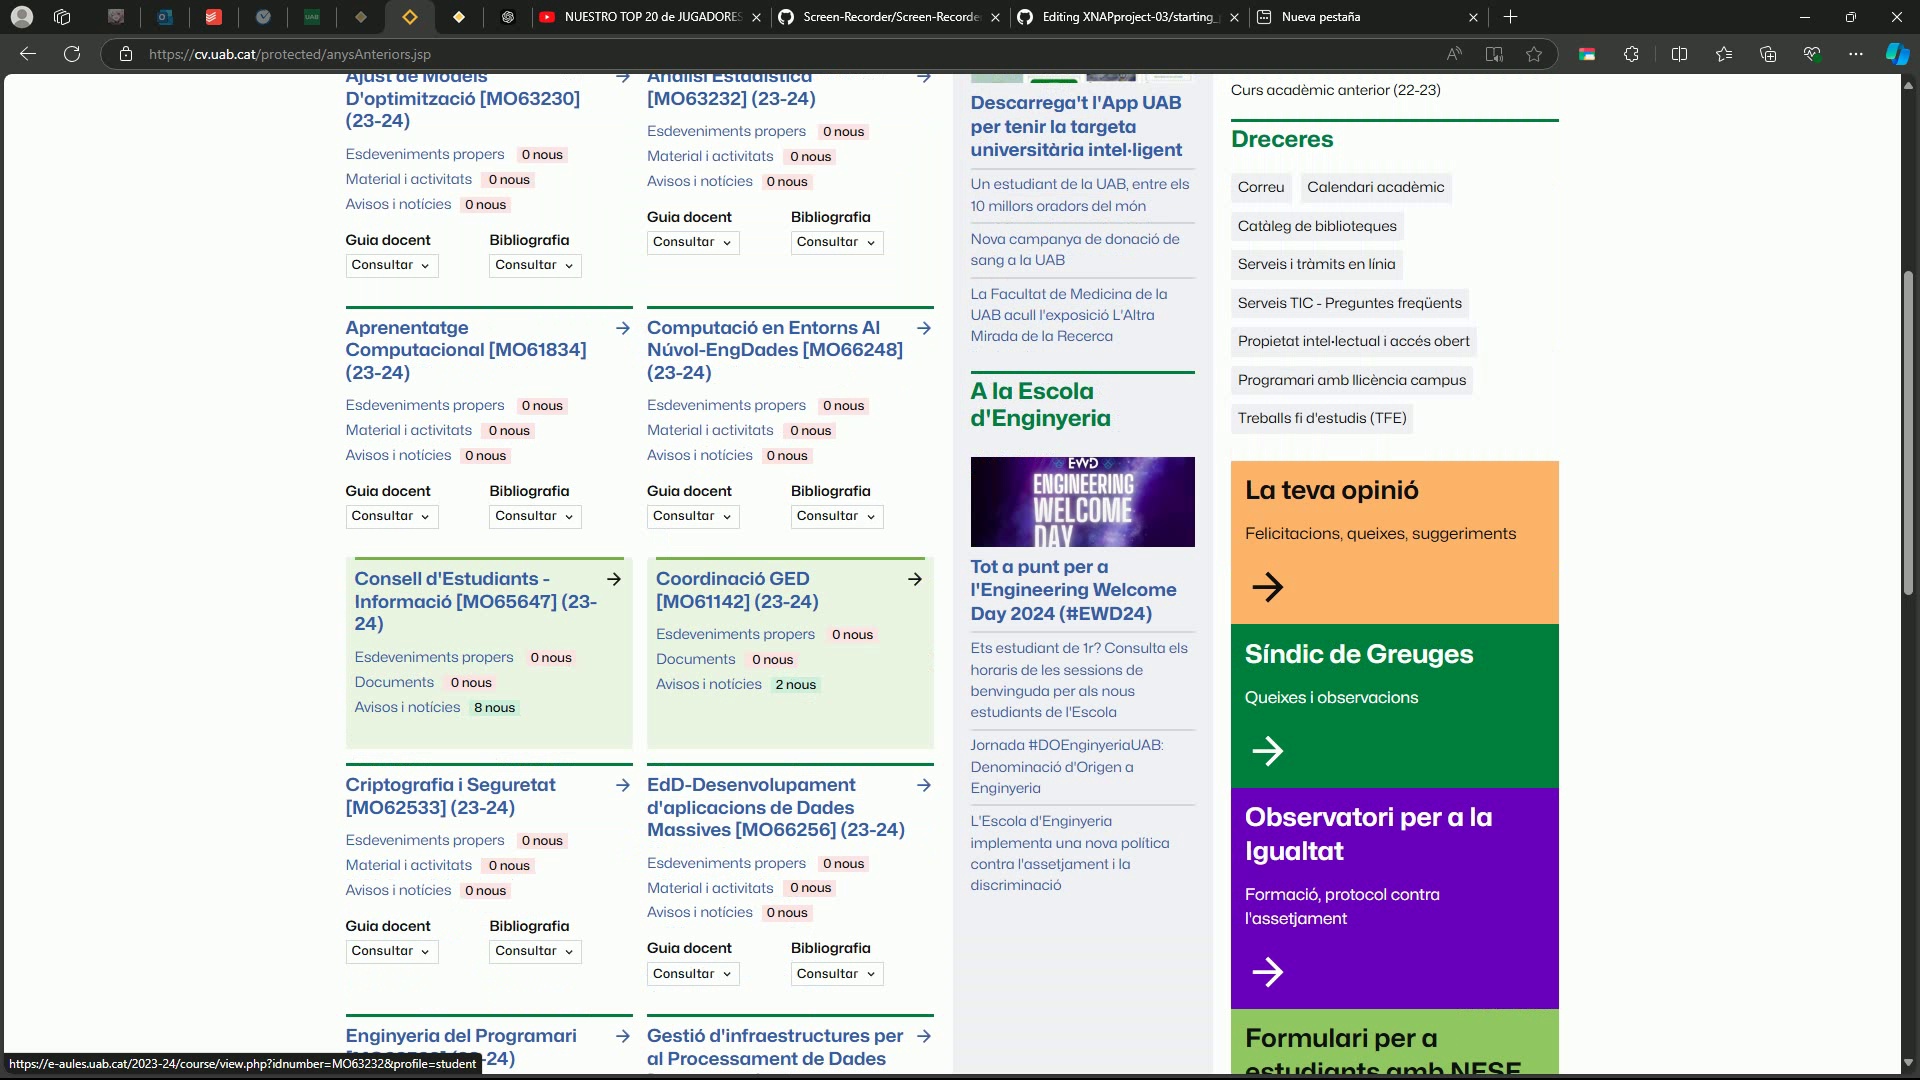 NUESTRO TOP 20 de JUGADORES
Screen-Recorder/Screen-Recorde
Editing XNAPproject-03/starting_
Nueva pestaña
https://cv.uab.cat/protected/anysAnteriors.jsp
Ajust de Models
D'optimització [MO63230]
(23-24)
Esdeveniments propers 0 nous
Material i activitats 0 nous
Avisos i notícies 0 nous
Guia docent Bibliografia
Consultar Consultar
Anàlisi Estadística
[MO63232] (23-24)
Esdeveniments propers 0 nous
Material i activitats 0 nous
Avisos i notícies 0 nous
Guia docent Bibliografia
Consultar Consultar
Aprenentatge
Computacional [MO61834]
(23-24)
Esdeveniments propers 0 nous
Material i activitats 0 nous
Avisos i notícies 0 nous
Guia docent Bibliografia
Consultar Consultar
Computació en Entorns Al
Núvol-EngDades [MO66248]
(23-24)
Esdeveniments propers 0 nous
Material i activitats 0 nous
Avisos i notícies 0 nous
Guia docent Bibliografia
Consultar Consultar
Consell d'Estudiants -
Informació [MO65647] (23-
24)
Esdeveniments propers 0 nous
Documents 0 nous
Avisos i notícies 8 nous
Coordinació GED
[MO61142] (23-24)
Esdeveniments propers 0 nous
Documents 0 nous
Avisos i notícies 2 nous
Criptografia i Seguretat
[MO62533] (23-24)
Esdeveniments propers 0 nous
Material i activitats 0 nous
Avisos i notícies 0 nous
Guia docent Bibliografia
Consultar Consultar
EdD-Desenvolupament
d'aplicacions de Dades
Massives [MO66256] (23-24)
Esdeveniments propers 0 nous
Material i activitats 0 nous
Avisos i notícies 0 nous
Guia docent Bibliografia
Consultar Consultar
Enginyeria del Programari
-24)
Gestió d'infraestructures per
al Processament de Dades
Descarrega't l'App UAB
per tenir la targeta
universitària intel·ligent
Un estudiant de la UAB, entre els
10 millors oradors del món
Nova campanya de donació de
sang a la UAB
La Facultat de Medicina de la
UAB acull l'exposició L'Altra
Mirada de la Recerca
A la Escola
d'Enginyeria
EWD
ENGINEERING
WELCOME
DAY
Tot a punt per a
l'Engineering Welcome
Day 2024 (#EWD24)
Ets estudiant de 1r? Consulta els
horaris de les sessions de
benvinguda per als nous
estudiants de l'Escola
Jornada #DOEnginyeriaUAB:
Denominació d'Origen a
Enginyeria
L'Escola d'Enginyeria
implementa una nova política
contra l'assetjament i la
discriminació
Curs acadèmic anterior (22-23)
Dreceres
Correu Calendari acadèmic
Catàleg de biblioteques
Serveis i tràmits en línia
Serveis TIC - Preguntes freqüents
Propietat intel·lectual i accés obert
Programari amb llicència campus
Treballs fi d'estudis (TFE)
La teva opinió
Felicitacions, queixes, suggeriments
Síndic de Greuges
Queixes i observacions
Observatori per a la
Igualtat
Formació, protocol contra
l'assetjament
Formulari per a
estudiants amb NESE
https://e-aules.uab.cat/2023-24/course/view.php?idnumber=MO63232&profile=student